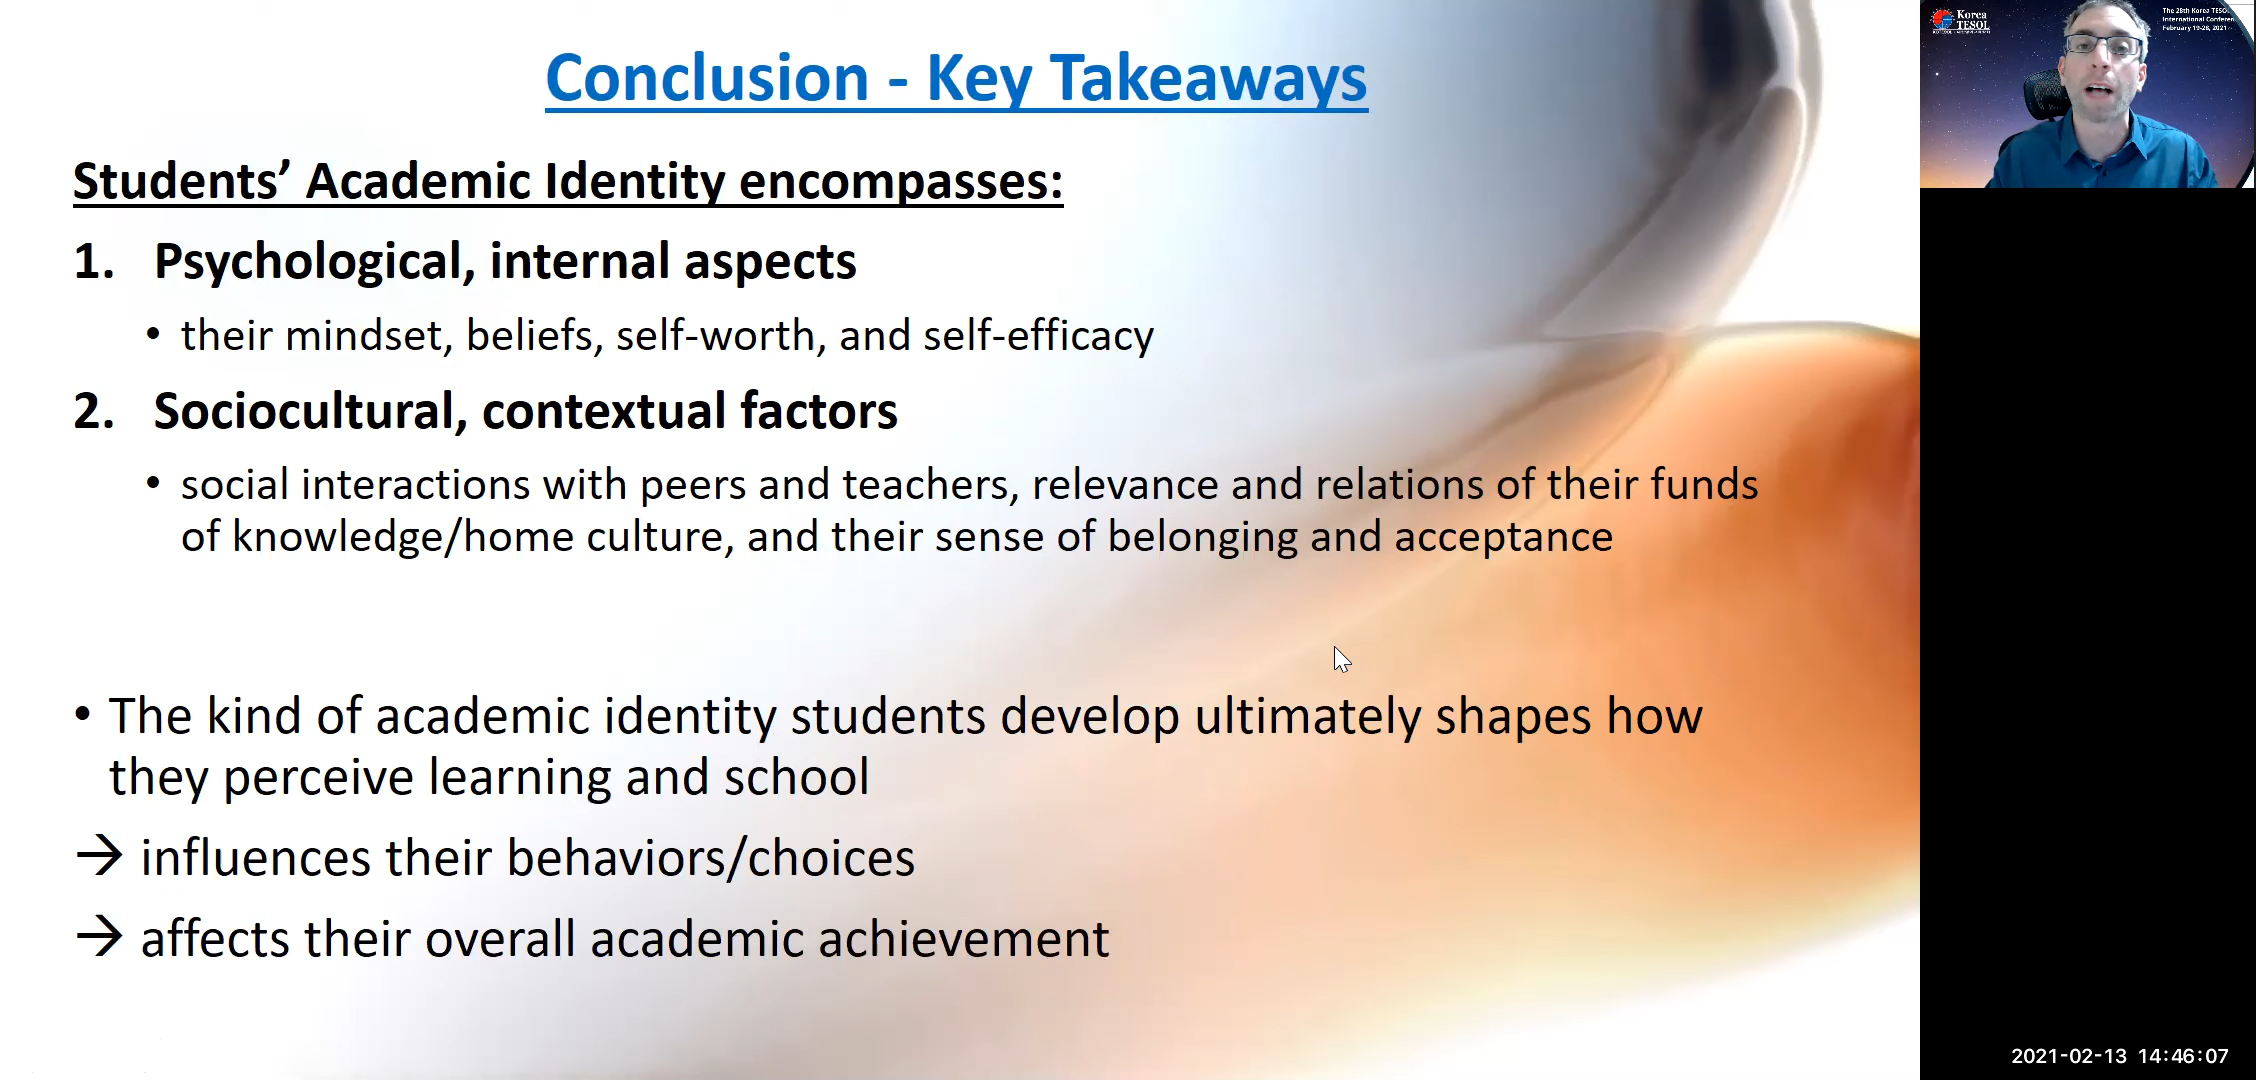 Conclusion - Key Takeaways
Students’ Academic Identity encompasses:
1. Psychological, internal aspects
• their mindset, beliefs, self-worth, and self-efficacy
2. Sociocultural, contextual factors
• social interactions with peers and teachers, relevance and relations of their funds
of knowledge/home culture, and their sense of belonging and acceptance
• The kind of academic identity students develop ultimately shapes how
they perceive learning and school
→ influences their behaviors/choices
→ affects their overall academic achievement
Korea
TESOL
The 28th Korea TESOL
International
February 19-28, 2021
2021-02-13 14:46:07